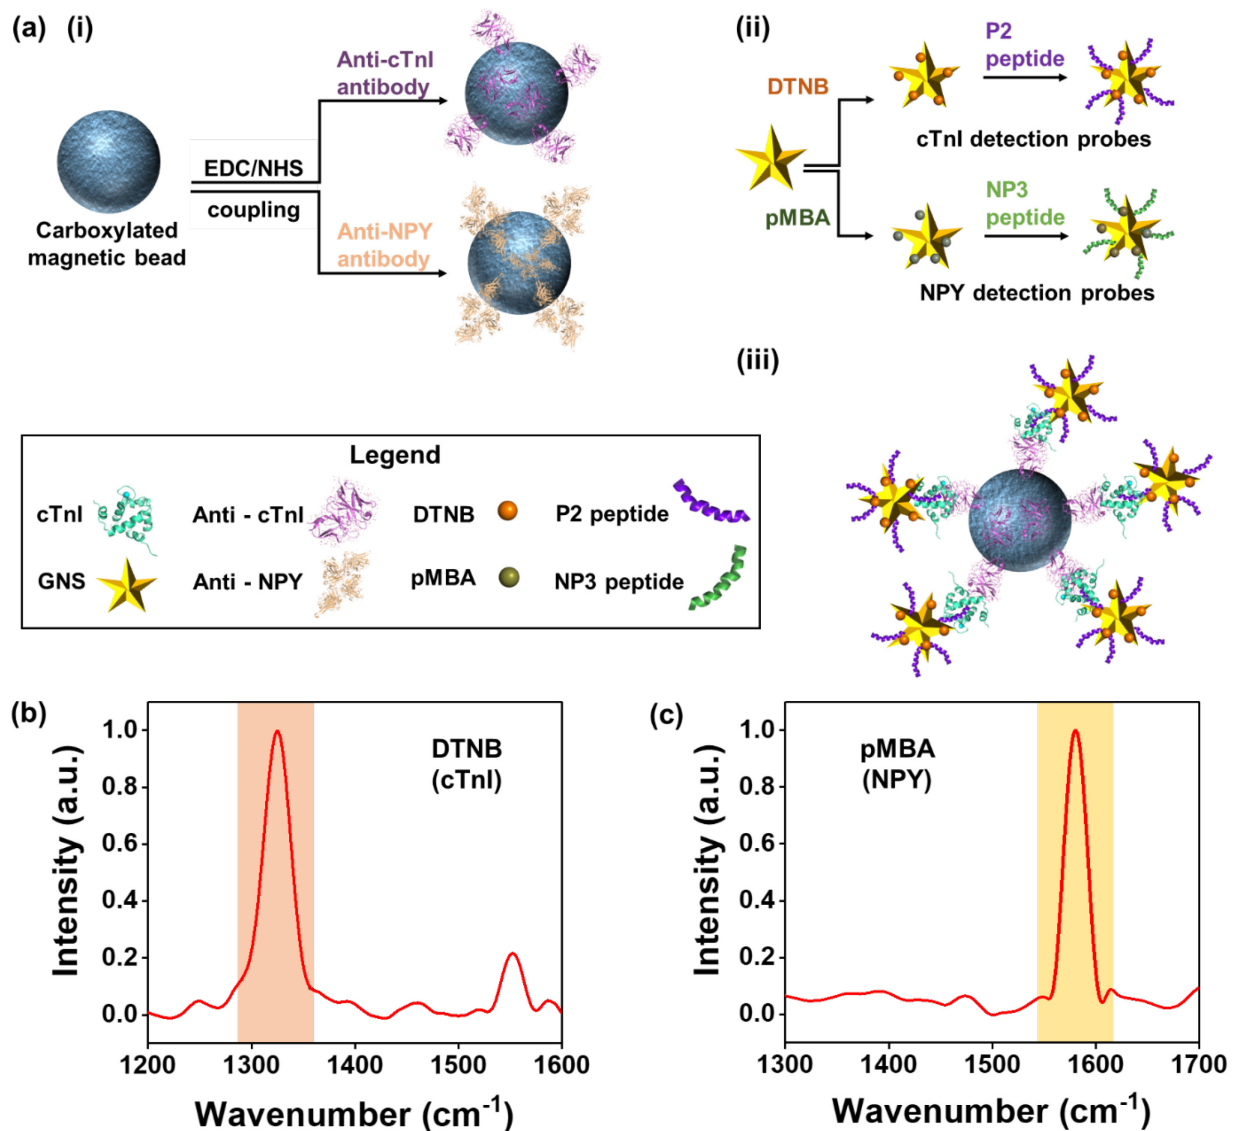 (a) (i)
Anti-cTnI
antibody
EDC/NHS
coupling
Carboxylated
magnetic bead
Anti-NPY
antibody
(ii)
P2
peptide
DTNB
cTnI detection probes
pMBA
NP3
peptide
NPY detection probes
(iii)
Legend
cTnI
Anti - cTnI
DTNB
P2 peptide
GNS
Anti - NPY
pMBA
NP3 peptide
(b)
DTNB
(cTnI)
Intensity (a.u.)
1.0
0.8
0.6
0.4
0.2
0.0
1200 1300 1400 1500 1600
Wavenumber (cm-1)
(c)
pMBA
(NPY)
Intensity (a.u.)
1.0
0.8
0.6
0.4
0.2
0.0
1300 1400 1500 1600 1700
Wavenumber (cm-1)